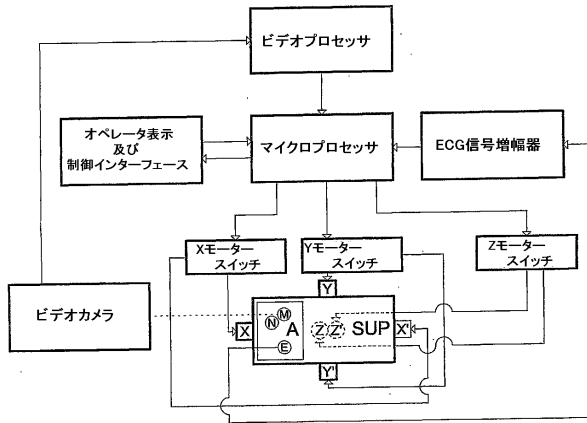 ビデオプロセッサ
オペレータ表示
及び
制御インターフェース
マイクロプロセッサ
ECG信号増幅器
Xモーター
スイッチ
Yモーター
スイッチ
Zモーター
スイッチ
ビデオカメラ
Y
X
N
M
A
E
Z
Z'
SUP
X'
Y'